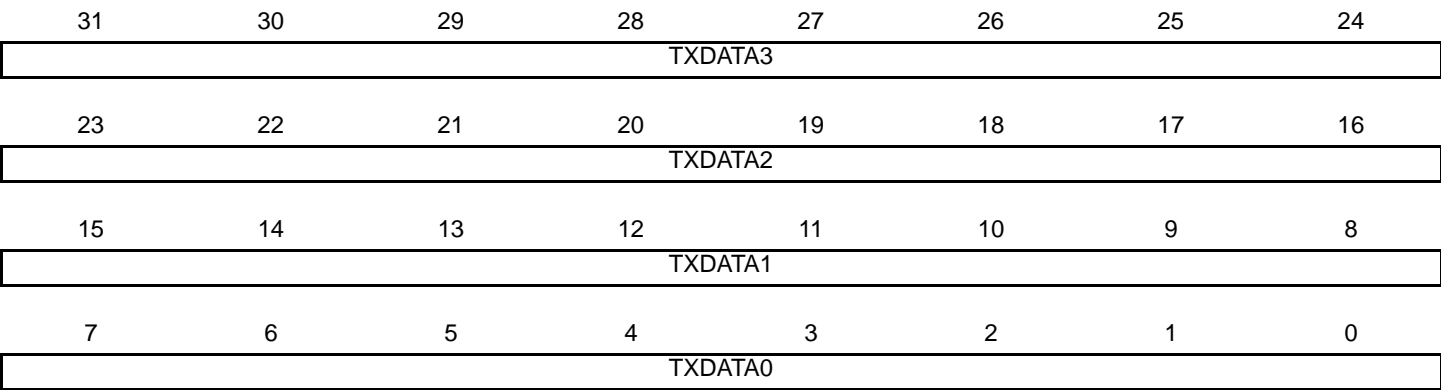 31 30 29 28 27 26 25 24
TXDATA3
23 22 21 20 19 18 17 16
TXDATA2
15 14 13 12 11 10 9 8
TXDATA1
7 6 5 4 3 2 1 0
TXDATA0